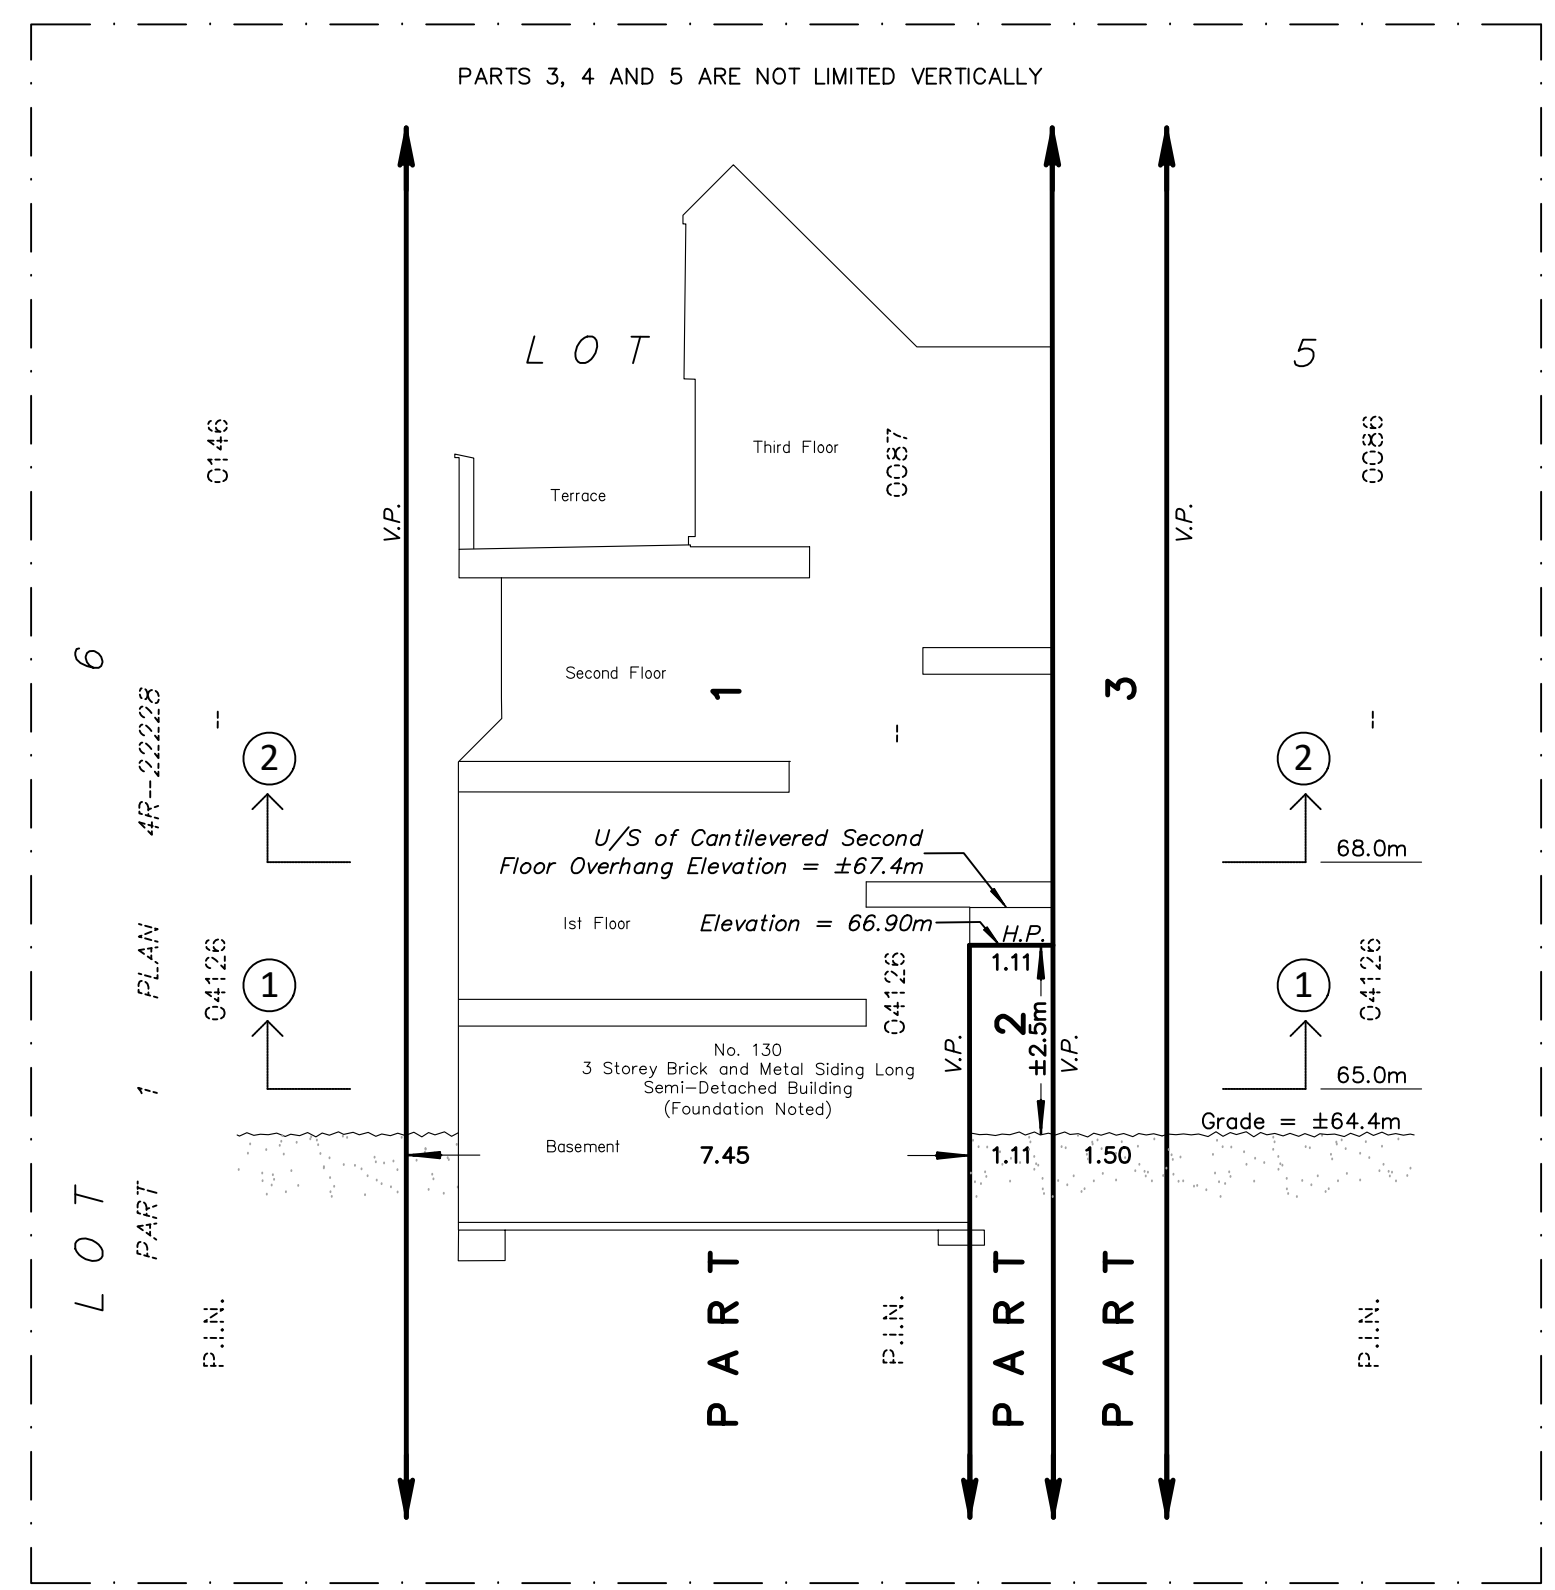 PARTS 3, 4 AND 5 ARE NOT LIMITED VERTICALLY
LOT
5
0146
0087
0086
Third Floor
Terrace
V.P.
V.P.
6
Second Floor
1
3
4R--22228
--
--
--
2
2
U/S of Cantilevered Second
Floor Overhang Elevation = ±67.4m
68.0m
1st Floor
Elevation = 66.90m
H.P.
1.11
PLAN
04126
04126
04126
1
1
2
±2.5m
V.P.
V.P.
No. 130
3 Storey Brick and Metal Siding Long
Semi-Detached Building
(Foundation Noted)
1
65.0m
Grade = ±64.4m
Basement
7.45
1.11
1.50
LOT
PART
P.I.N.
PART
P.I.N.
PART
PART
P.I.N.